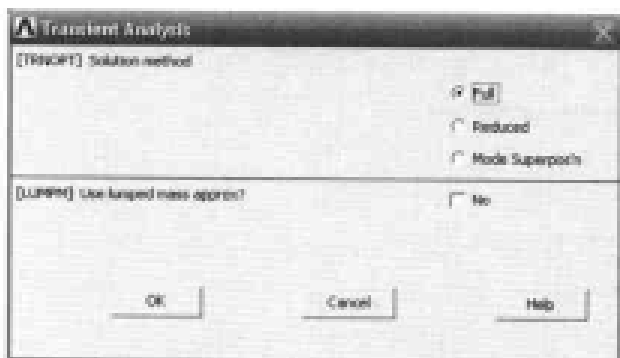 Transient Analysis
[TRNOPT] Solution method
Full
Reduced
Mode Superpos'n
[LUMPM] Use lumped mass approx?
No
OK
Cancel
Help